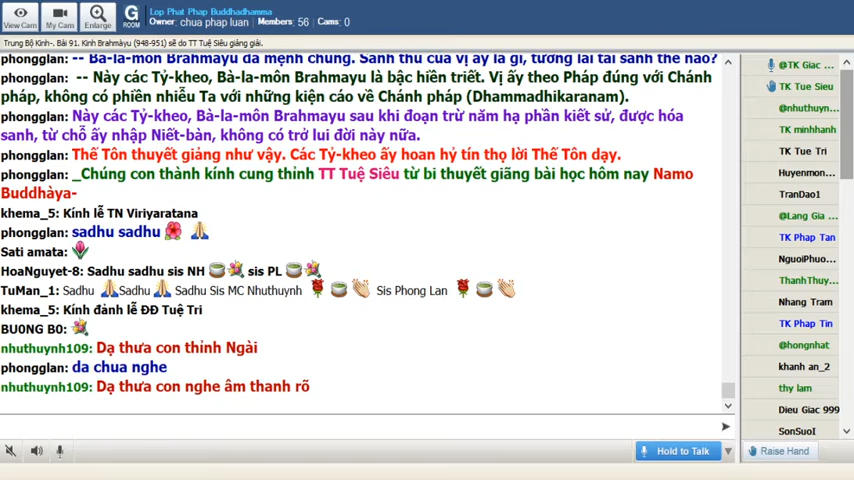 Lop Phat Phap Buddhadhamma
Owner: chua phap luan Members: 56 Cams: 0
View Cam My Cam Enlarge G ROOM
Trung Bộ Kinh-. Bài 91. Kinh Brahmàyu (948-951) sẽ do TT Tuệ Siêu giảng giải.
phongglan: -- Bà-la-môn Brahmayu đã mệnh chung. Sanh thú của vị ấy là gì, tương lai tái sanh thế nào?
phongglan: -- Này các Tỷ-kheo, Bà-la-môn Brahmayu là bậc hiền triết. Vị ấy theo Pháp đúng với Chánh
pháp, không có phiền nhiễu Ta với những kiện cáo về Chánh pháp (Dhammadhikaranam).
phongglan: Này các Tỷ-kheo, Bà-la-môn Brahmayu sau khi đoạn trừ năm hạ phần kiết sử, được hóa
sanh, từ chỗ ấy nhập Niết-bàn, không có trở lui đời này nữa.
phongglan: Thế Tôn thuyết giảng như vậy. Các Tỷ-kheo ấy hoan hỷ tín thọ lời Thế Tôn dạy.
phongglan: _Chúng con thành kính cung thỉnh TT Tuệ Siêu từ bi thuyết giãng bài học hôm nay Namo
Buddhàya-
khema_5: Kính lễ TN Viriyaratana
phongglan: sadhu sadhu
Sati amata:
HoaNguyet-8: Sadhu sadhu sis NH sis PL
TuMan_1: Sadhu Sadhu Sadhu Sis MC Nhuthuynh Sis Phong Lan
khema_5: Kính đảnh lễ ĐĐ Tuệ Tri
BU0NG B0:
nhuthuynh109: Dạ thưa con thỉnh Ngài
phongglan: da chua nghe
nhuthuynh109: Dạ thưa con nghe âm thanh rõ
@TK Giac ...
TK Tue Sieu
@nhuthuyn...
TK minhhanh
TK Tue Tri
Huyenmon...
TranDao1
@Lang Gia ...
TK Phap Tan
NguoiPhuo...
ThanhThuy...
Nhang Tram
TK Phap Tin
@hongnhat
khanh an_2
thy lam
Dieu Giac 999
SonSuoI
Hold to Talk
Raise Hand